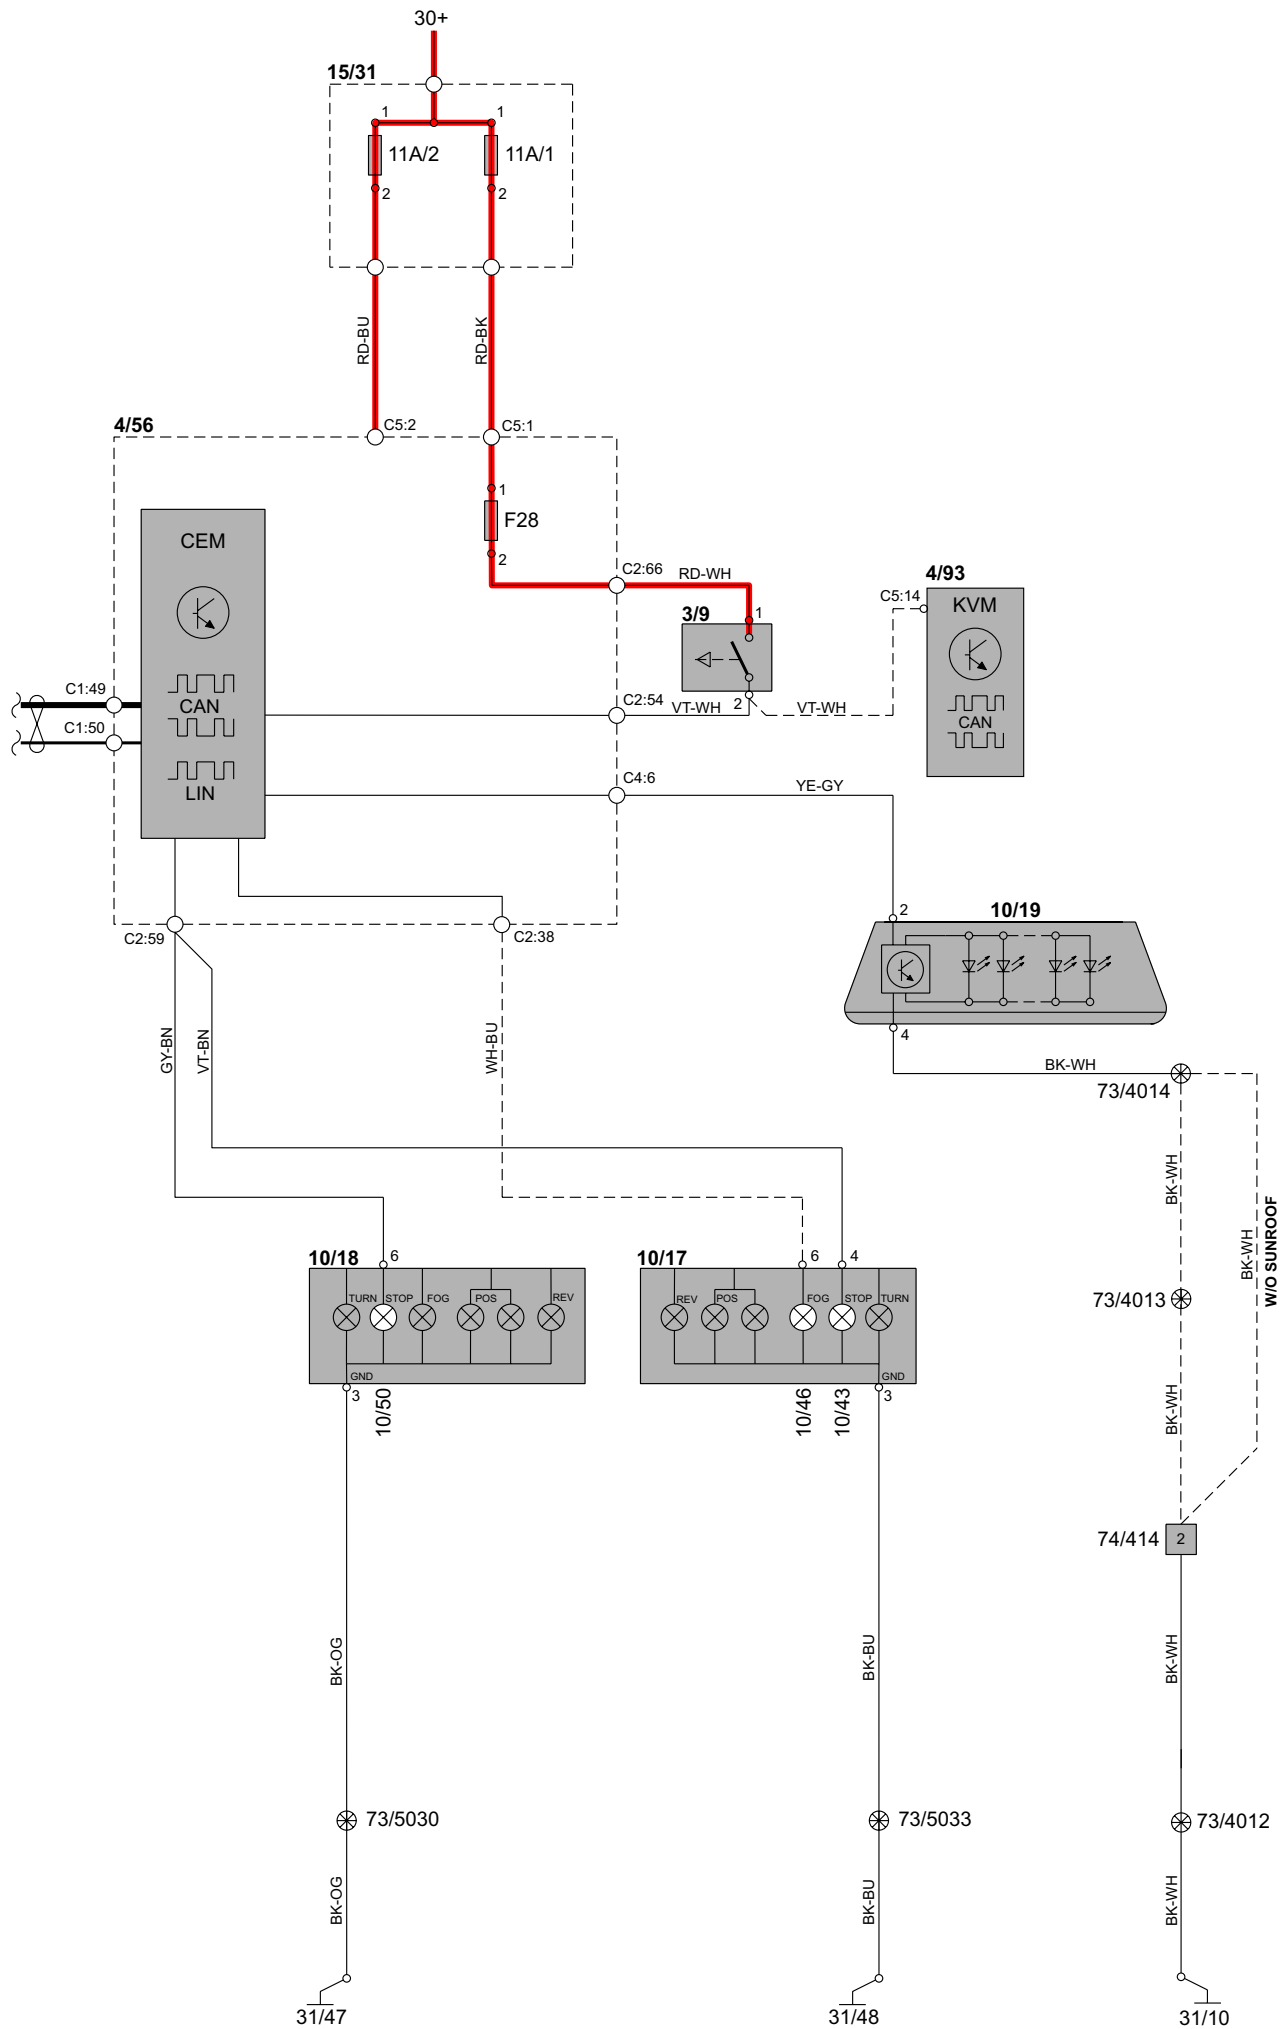 30+
15/31
1
1
11A/2
11A/1
2
2
RD-BU
RD-BK
4/56
C5:2
C5:1
1
F28
2
CEM
C2:66
RD-WH
4/93
C5:14
KVM
3/9
1
C1:49
CAN
C2:54
VT-WH
2
VT-WH
CAN
C1:50
LIN
C4:6
YE-GY
C2:59
C2:38
2
10/19
4
GY-BN
VT-BN
WH-BU
BK-WH
73/4014
BK-WH
BK-WH
W/O SUNROOF
10/18
6
10/17
6
4
TURN
STOP
FOG
POS
REV
REV
POS
FOG
STOP
TURN
73/4013
GND
3
10/50
10/46
10/43
GND
3
BK-WH
74/414
2
BK-OG
BK-BU
BK-WH
73/5030
73/5033
73/4012
BK-OG
BK-BU
BK-WH
31/47
31/48
31/10